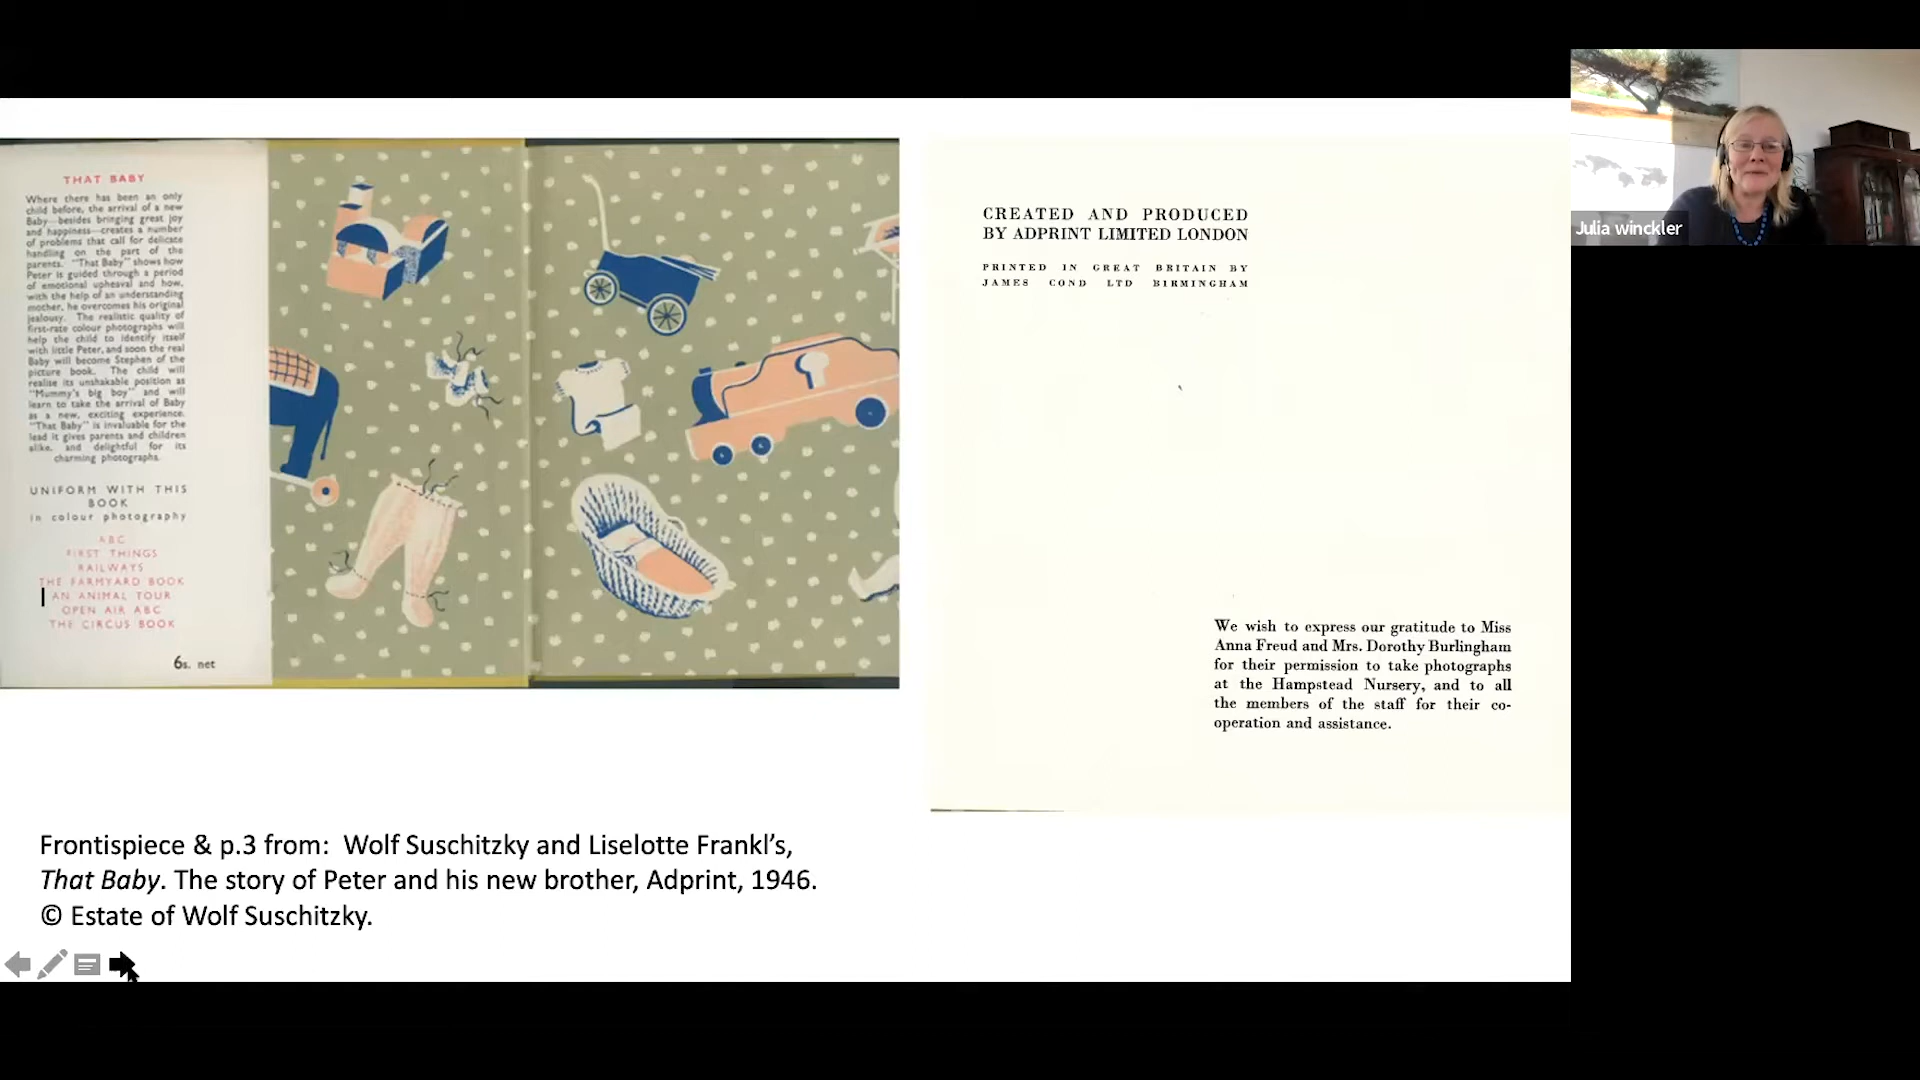 THAT BABY
Where there has been an only
child before, the arrival of a new
Baby—besides bringing great joy
and happiness—creates a number
of problems that call for delicate
handling on the part of the
parents. "That Baby" shows how
Peter is guided through a period
of emotional upheaval and how,
with the help of an understanding
mother, he overcomes his original
jealousy. The realistic quality of
first-rate colour photographs will
help the child to identify itself
with little Peter, and soon the real
Baby will become Stephen of the
picture book. The child will
realise its unshakable position as
"Mummy's big boy" and will
learn to take the arrival of Baby
as a new, exciting experience.
"That Baby" is invaluable for the
lead it gives parents and children
alike, and delightful for its
charming photographs.
UNIFORM WITH THIS
BOOK
in colour photography
ABC
FIRST THINGS
RAILWAYS
THE FARMYARD BOOK
AN ANIMAL TOUR
OPEN AIR ABC
THE CIRCUS BOOK
6s. net
CREATED AND PRODUCED
BY ADPRINT LIMITED LONDON
PRINTED IN GREAT BRITAIN BY
JAMES COND LTD BIRMINGHAM
We wish to express our gratitude to Miss
Anna Freud and Mrs. Dorothy Burlingham
for their permission to take photographs
at the Hampstead Nursery, and to all
the members of the staff for their co-
operation and assistance.
Frontispiece & p.3 from: Wolf Suschitzky and Liselotte Frankl's,
That Baby. The story of Peter and his new brother, Adprint, 1946.
© Estate of Wolf Suschitzky.
Julia winckler